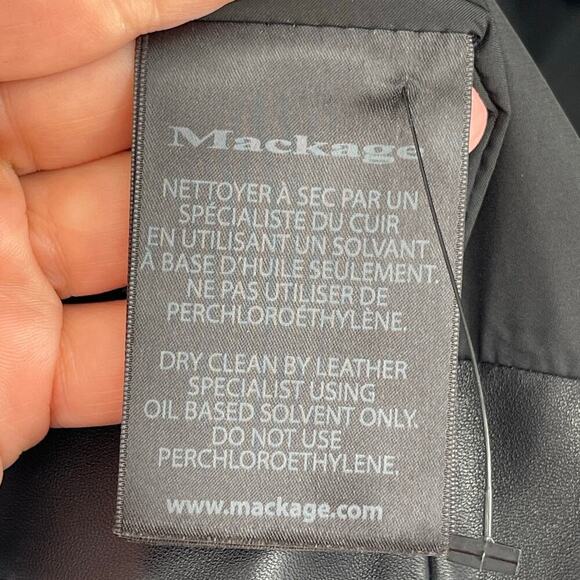 Mackage
NETTOYER À SEC PAR UN
SPÉCIALISTE DU CUIR
EN UTILISANT UN SOLVANT
À BASE D'HUILE SEULEMENT.
NE PAS UTILISER DE
PERCHLOROÉTHYLÈNE.
DRY CLEAN BY LEATHER
SPECIALIST USING
OIL BASED SOLVENT ONLY.
DO NOT USE
PERCHLOROETHYLENE.
www.mackage.com